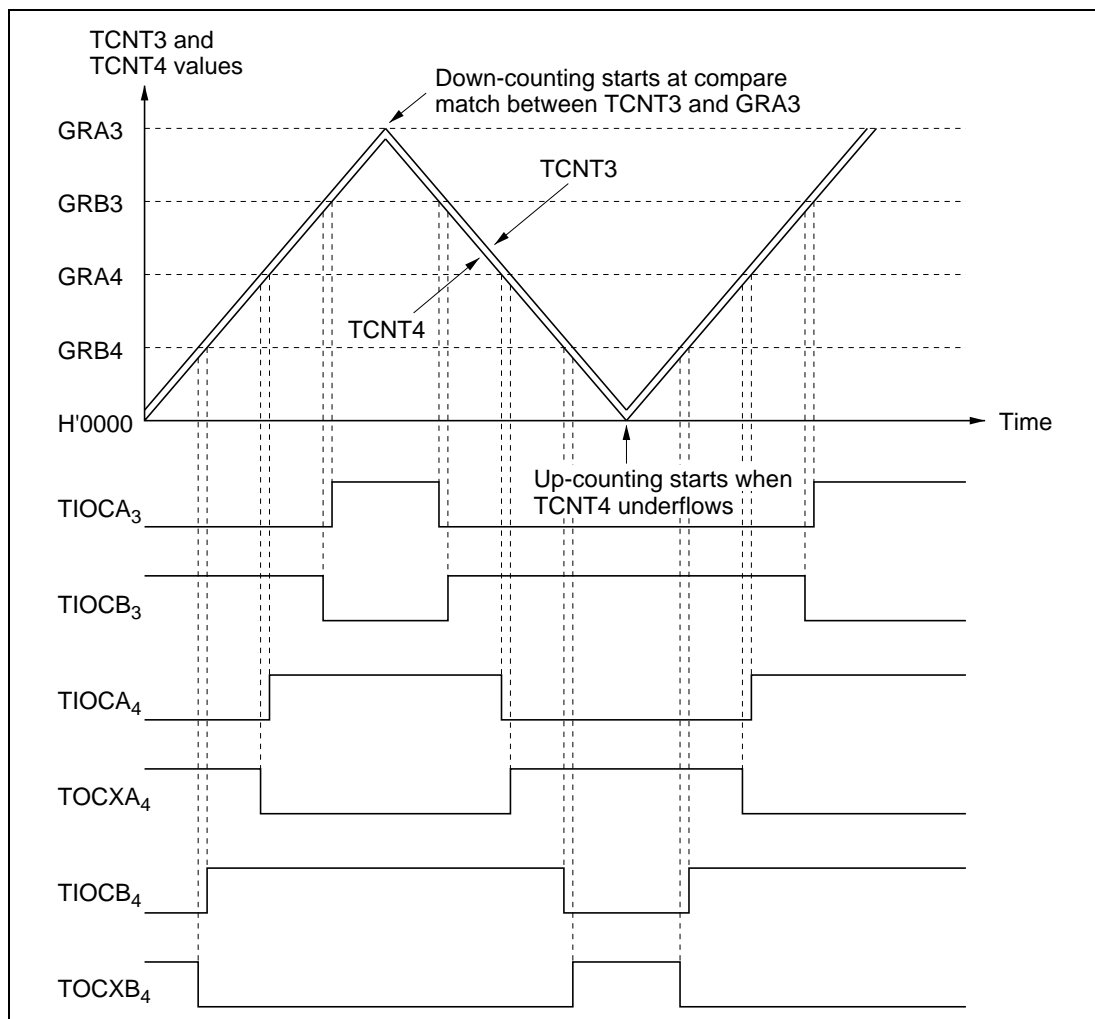 TCNT3 and
TCNT4 values
Down-counting starts at compare
match between TCNT3 and GRA3
GRA3
TCNT3
GRB3
GRA4
TCNT4
GRB4
H'0000
Time
Up-counting starts when
TCNT4 underflows
TIOCA3
TIOCB3
TIOCA4
TOCXA4
TIOCB4
TOCXB4